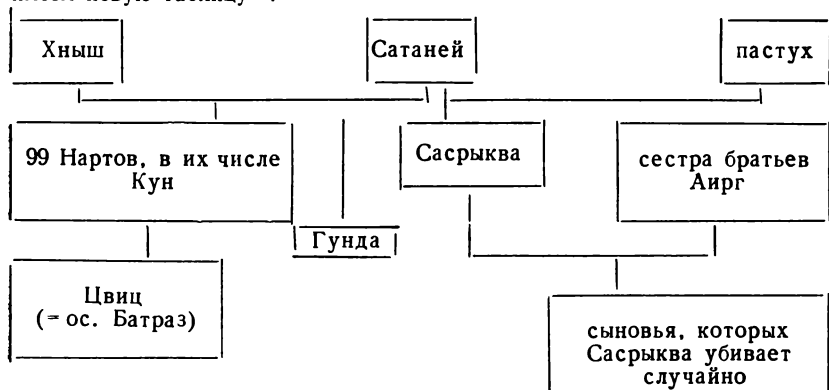 Хныш
Сатаней
пастух
99 Нартов, в их числе
Кун
Сасрыква
сестра братьев
Аирг
Гунда
Цвиц
(= ос. Батраз)
сыновья, которых
Сасрыква убивает
случайно